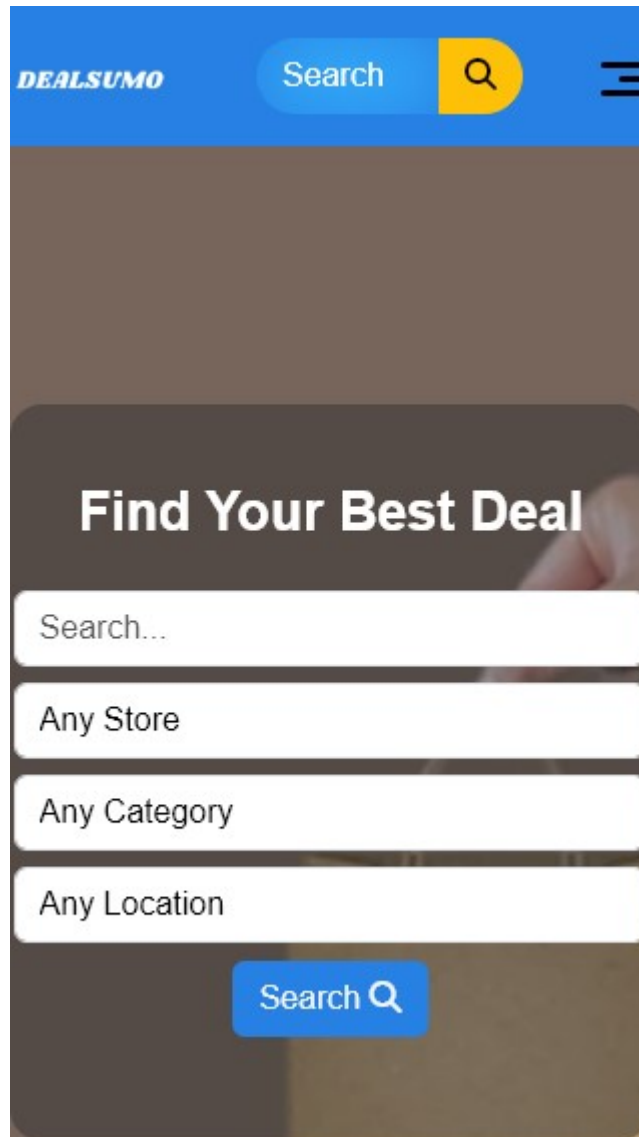 DEALSUMO
Search
Find Your Best Deal
Search...
Any Store
Any Category
Any Location
Search